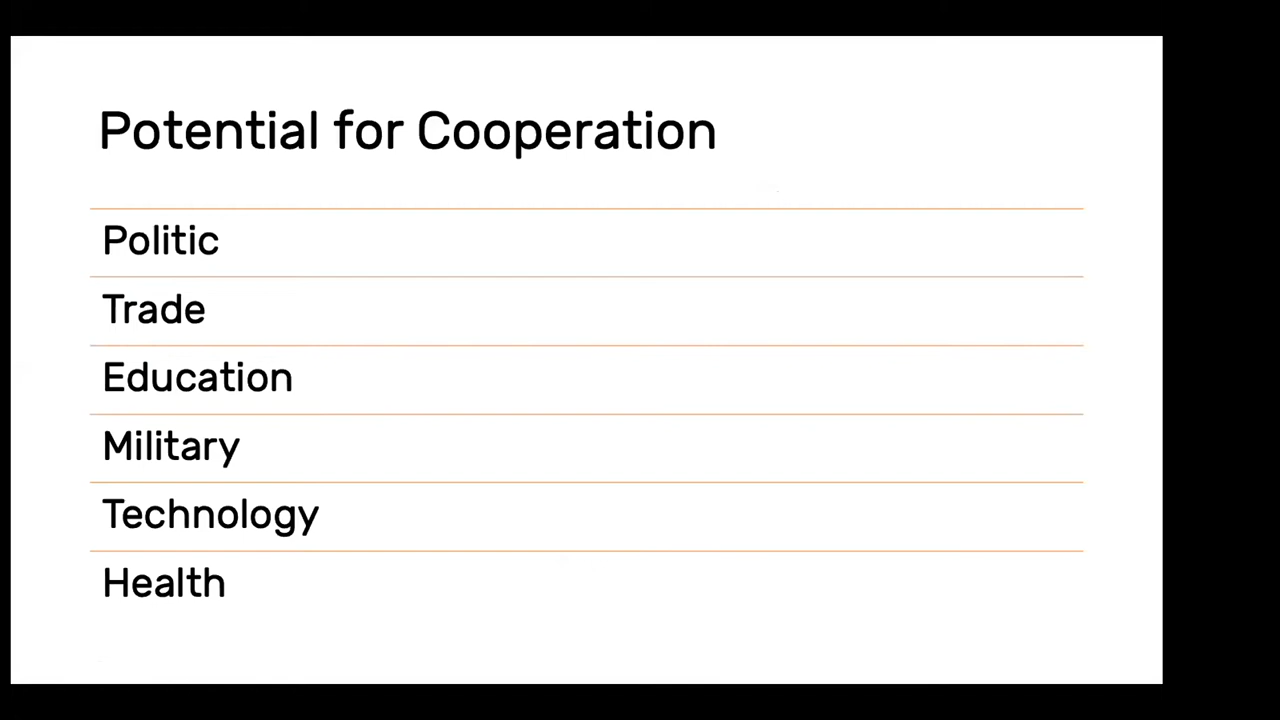 Potential for Cooperation
Politic
Trade
Education
Military
Technology
Health